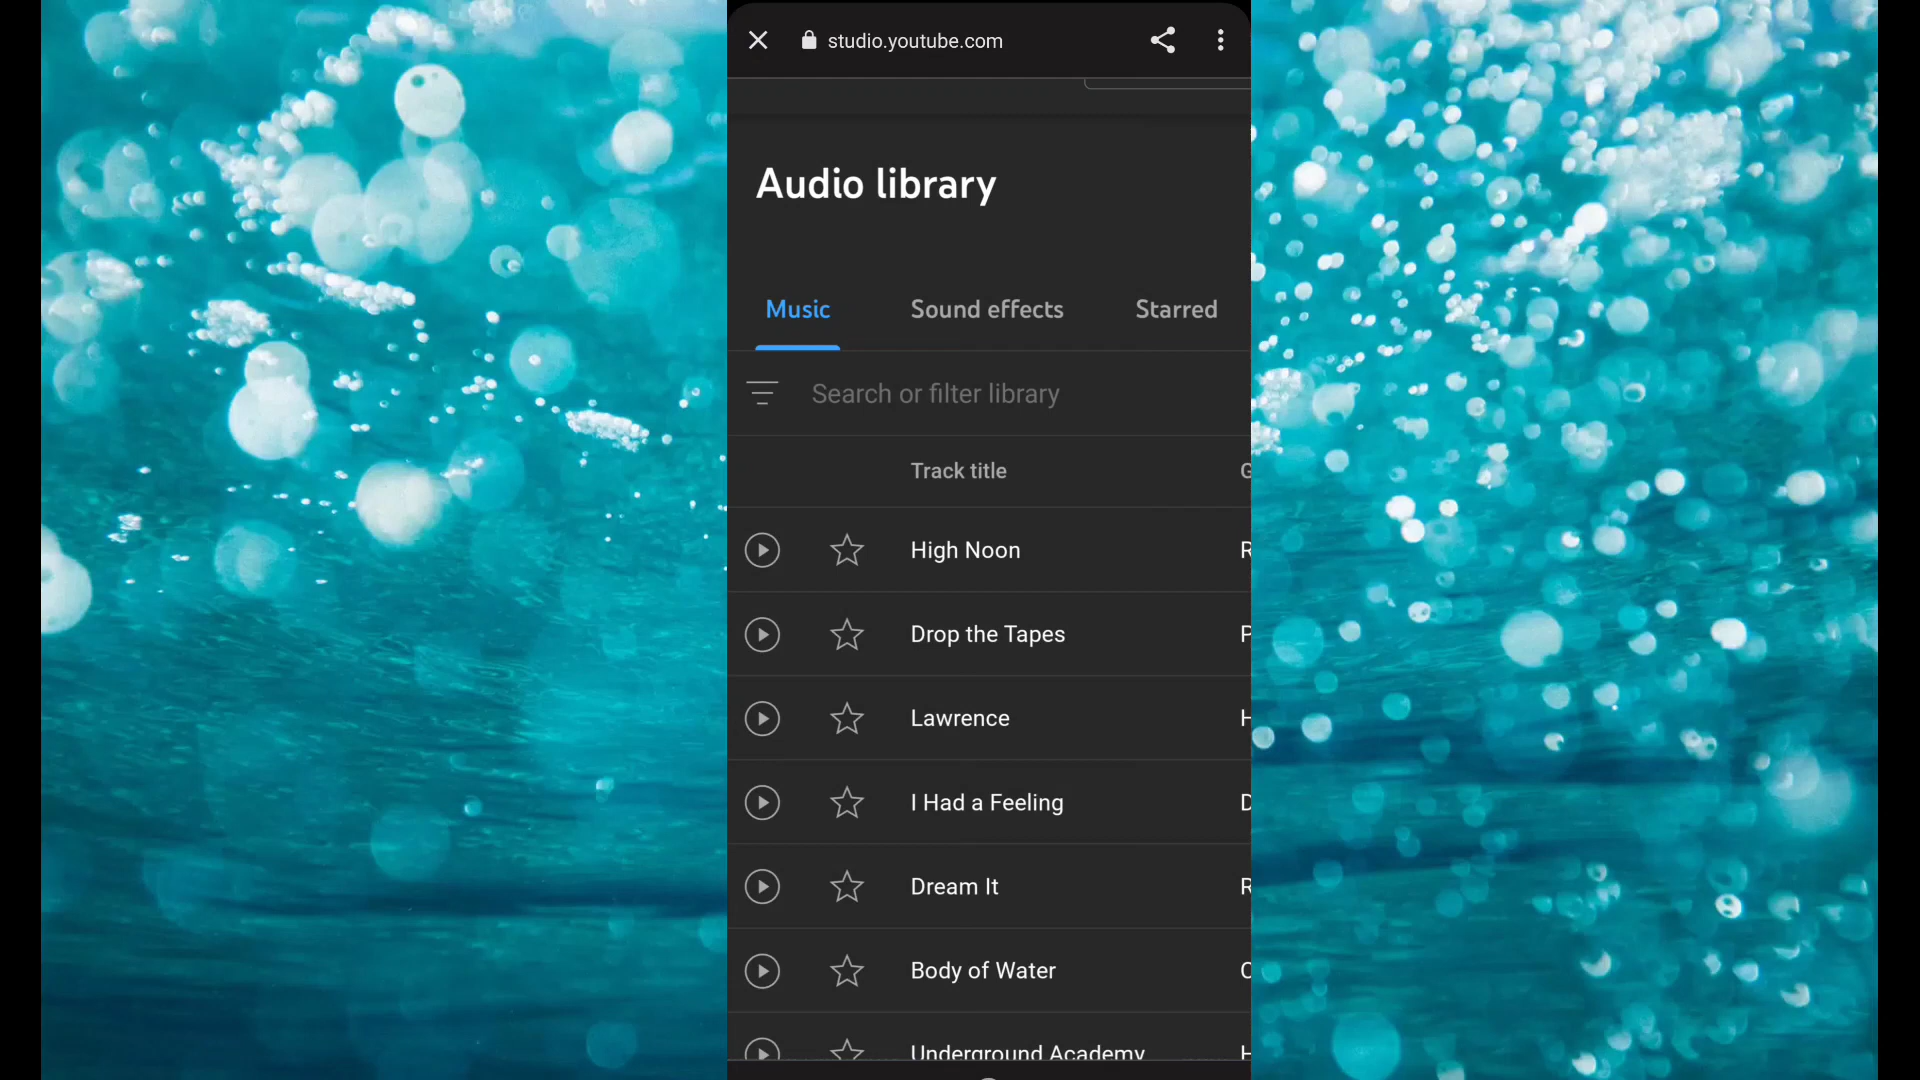 studio.youtube.com
Audio library
Music Sound effects Starred
Search or filter library
Track title G
High Noon R
Drop the Tapes P
Lawrence H
I Had a Feeling D
Dream It R
Body of Water
Underground Academy H